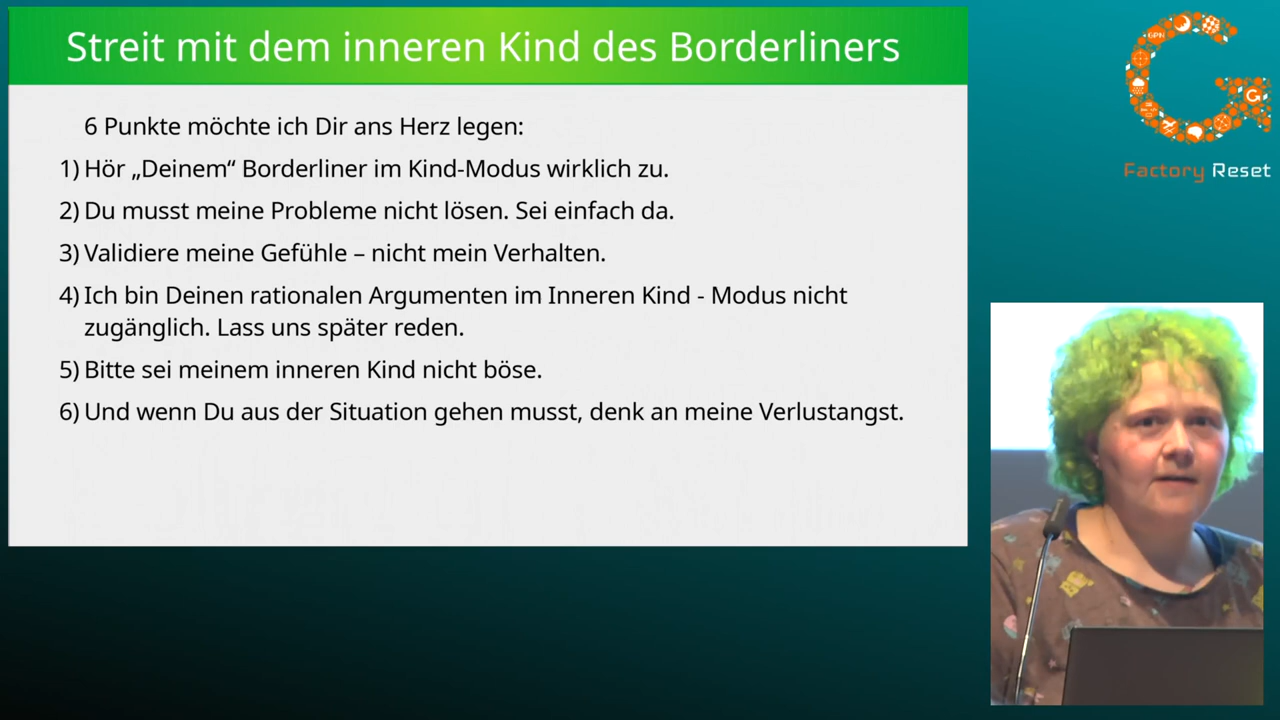 Streit mit dem inneren Kind des Borderliners
6 Punkte möchte ich Dir ans Herz legen:
1) Hör „Deinem“ Borderliner im Kind-Modus wirklich zu.
2) Du musst meine Probleme nicht lösen. Sei einfach da.
3) Validiere meine Gefühle – nicht mein Verhalten.
4) Ich bin Deinen rationalen Argumenten im Inneren Kind - Modus nicht
zugänglich. Lass uns später reden.
5) Bitte sei meinem inneren Kind nicht böse.
6) Und wenn Du aus der Situation gehen musst, denk an meine Verlustangst.
GPN
Factory Reset